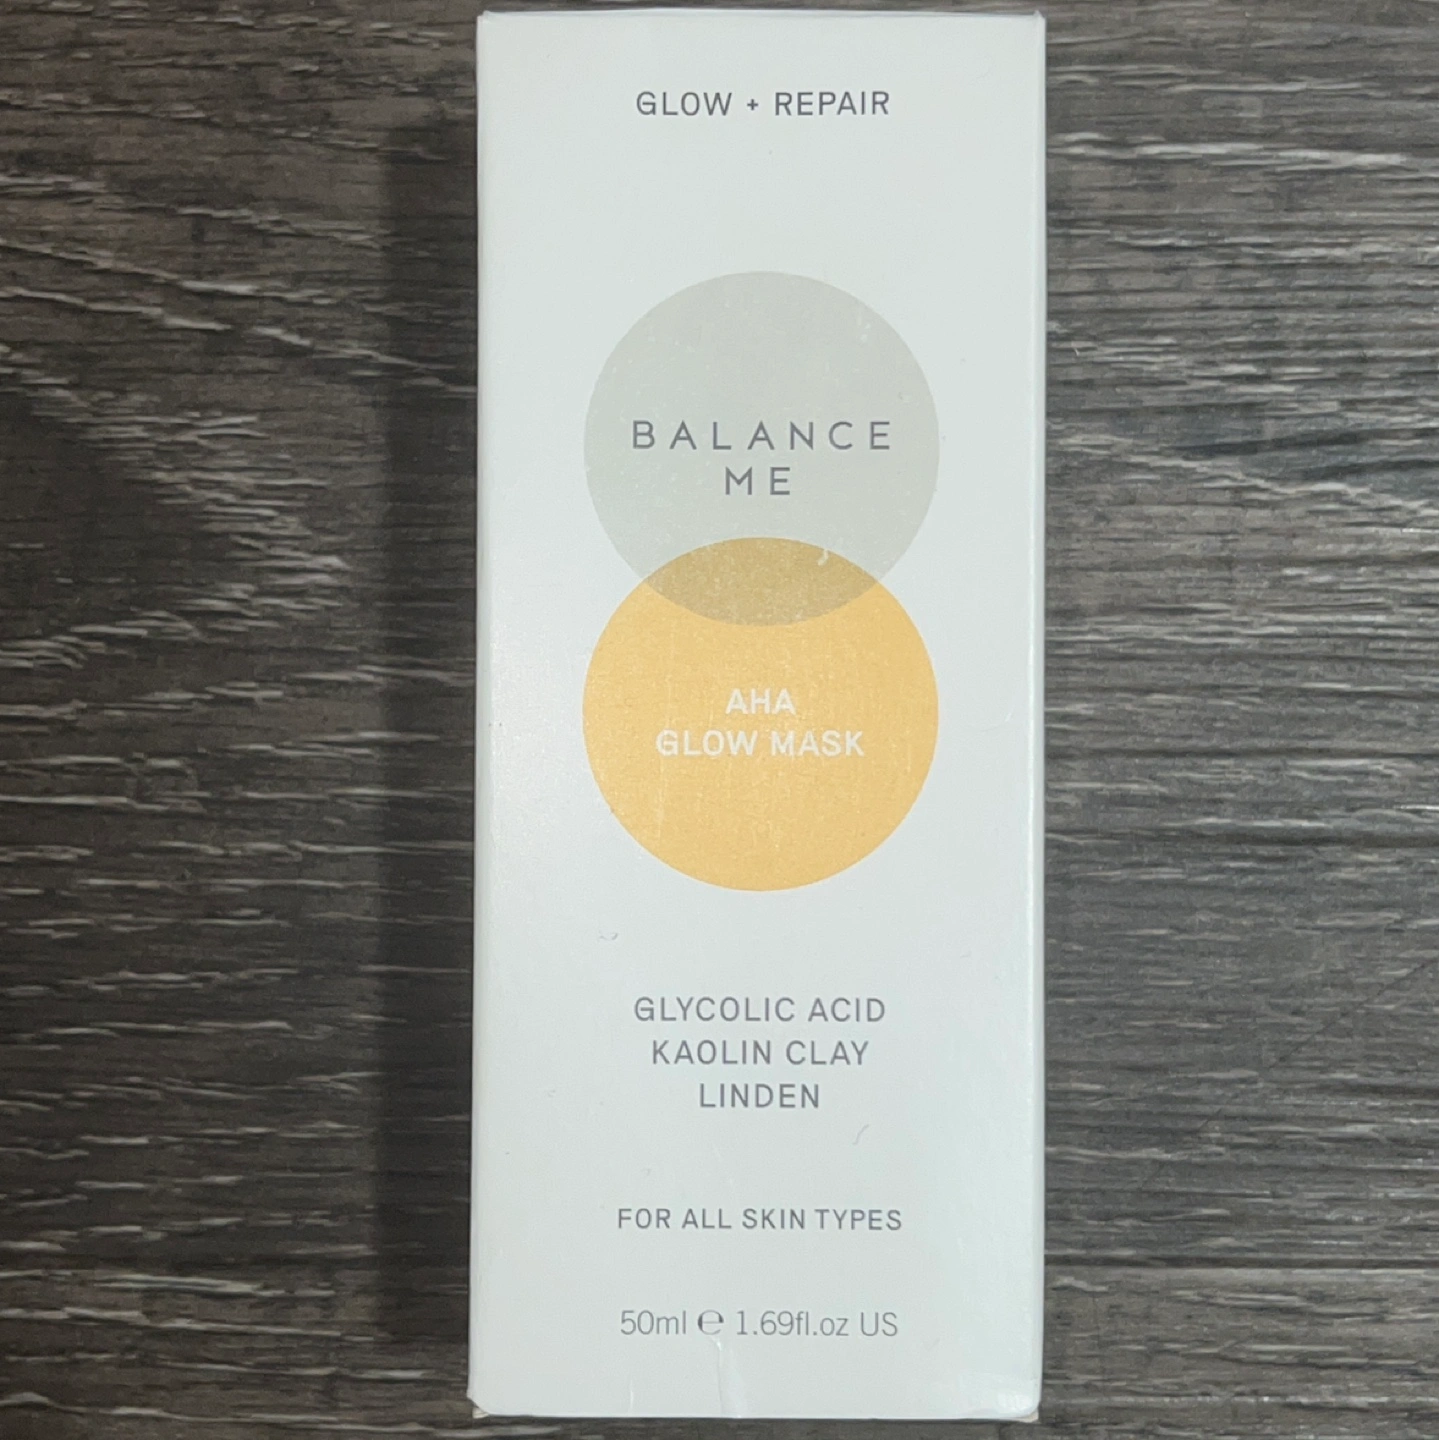 GLOW + REPAIR
BALANCE
ME
AHA
GLOW MASK
GLYCOLIC ACID
KAOLIN CLAY
LINDEN
FOR ALL SKIN TYPES
50ml ℮ 1.69fl.oz US